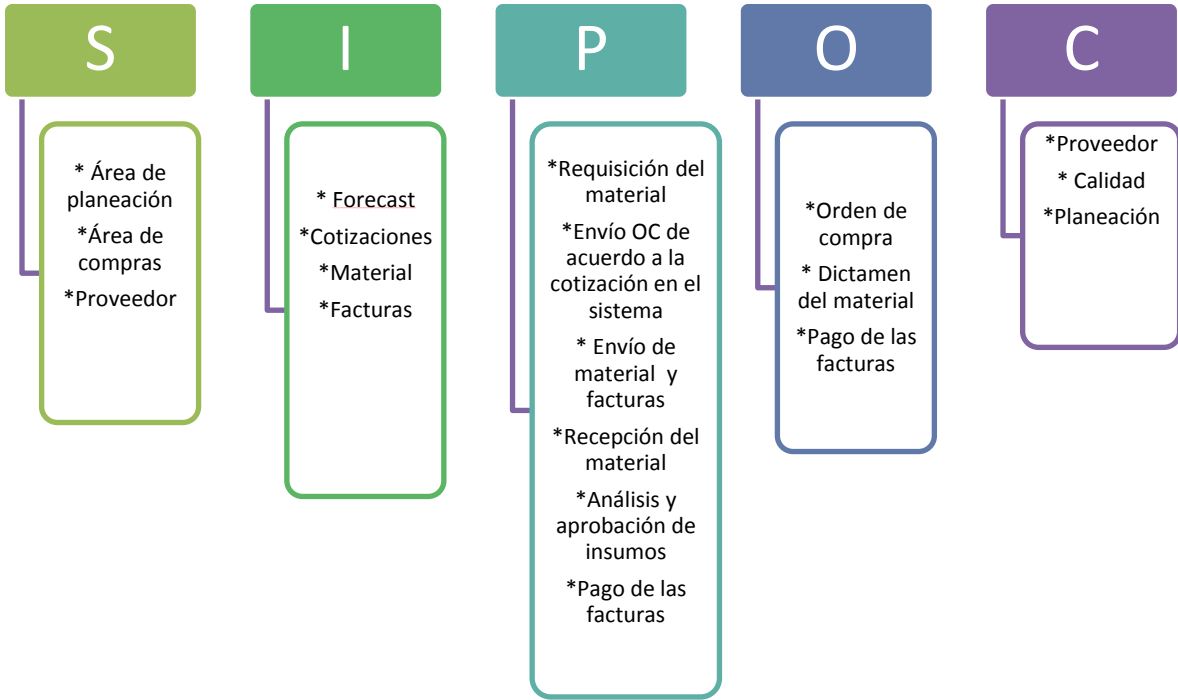 S
* Área de
planeación
*Área de
compras
*Proveedor
I
* Forecast
*Cotizaciones
*Material
*Facturas
P
*Requisición del
material
*Envío OC de
acuerdo a la
cotización en el
sistema
* Envío de
material y
facturas
*Recepción del
material
*Análisis y
aprobación de
insumos
*Pago de las
facturas
O
*Orden de
compra
* Dictamen
del material
*Pago de las
facturas
C
*Proveedor
* Calidad
*Planeación